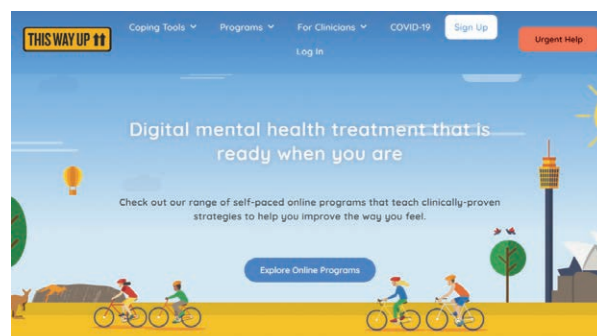 THIS WAY UP
Coping Tools
Programs
For Clinicians
COVID-19
Sign Up
Log In
Urgent Help
Digital mental health treatment that is
ready when you are
Check out our range of self-paced online programs that teach clinically-proven
strategies to help you improve the way you feel.
Explore Online Programs